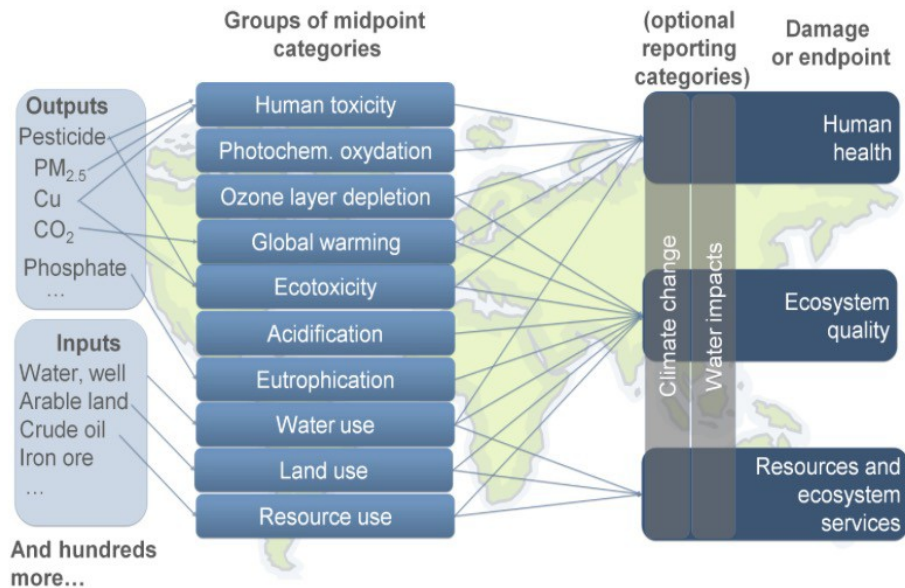 Groups of midpoint
categories
(optional
reporting
categories)
Damage
or endpoint
Outputs
Pesticide
PM2.5
Cu
CO2
Phosphate
...
Inputs
Water, well
Arable land
Crude oil
Iron ore
...
And hundreds
more...
Human toxicity
Photochem. oxydation
Ozone layer depletion
Global warming
Ecotoxicity
Acidification
Eutrophication
Water use
Land use
Resource use
Climate change
Water impacts
Human
health
Ecosystem
quality
Resources and
ecosystem
services